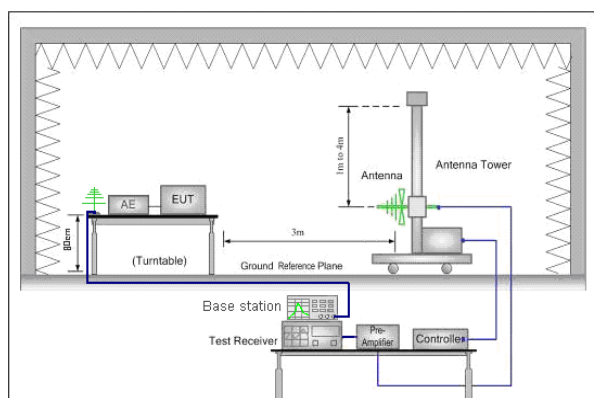 1m to 4m
Antenna
Antenna Tower
AE
EUT
80cm
3m
(Turntable)
Ground Reference Plane
Base station
Test Receiver
Pre-
Amplifier
Controller